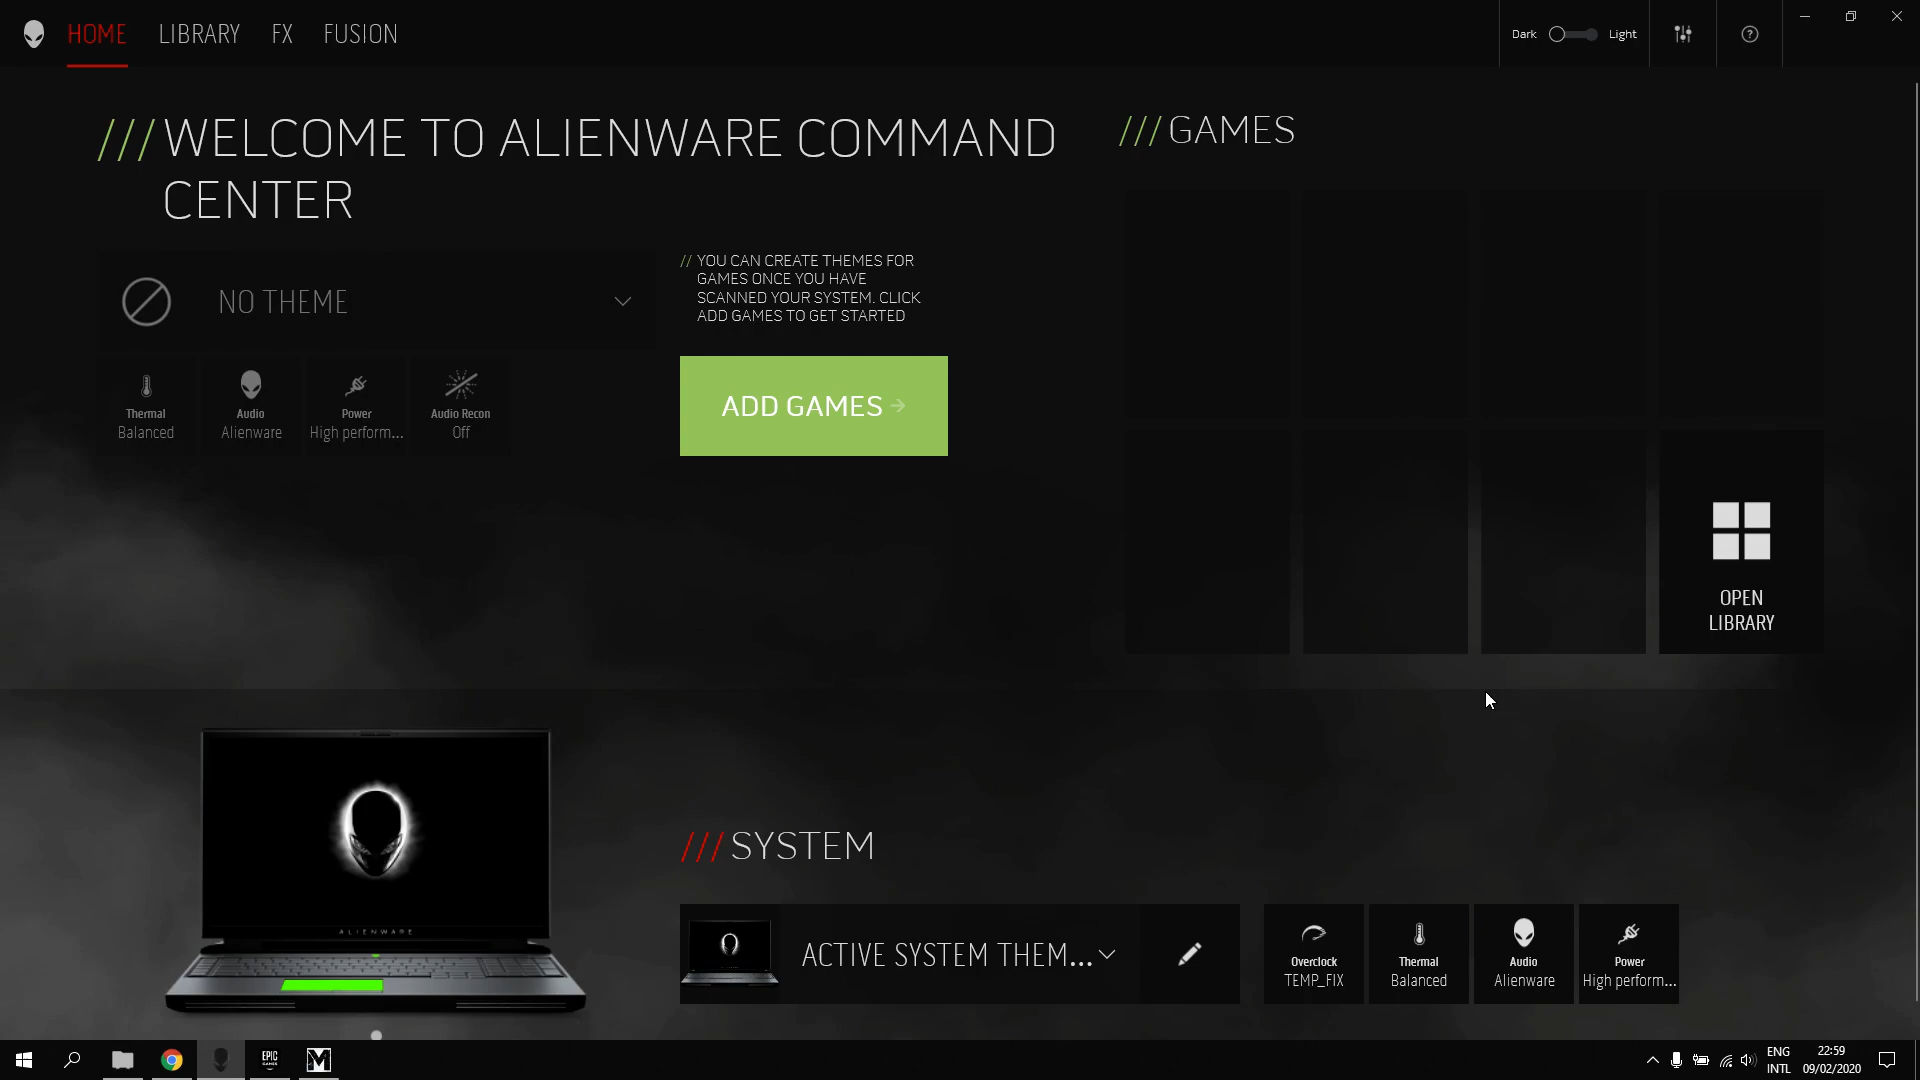 HOME LIBRARY FX FUSION
Dark Light
///WELCOME TO ALIENWARE COMMAND
CENTER
///GAMES
NO THEME
// YOU CAN CREATE THEMES FOR
GAMES ONCE YOU HAVE
SCANNED YOUR SYSTEM. CLICK
ADD GAMES TO GET STARTED
Thermal
Balanced
Audio
Alienware
Power
High perform...
Audio Recon
Off
ADD GAMES
OPEN
LIBRARY
ALIENWARE
///SYSTEM
ACTIVE SYSTEM THEM...
Overclock
TEMP_FIX
Thermal
Balanced
Audio
Alienware
Power
High perform...
EPIC
GAMES
M
ENG
INTL
22:59
09/02/2020